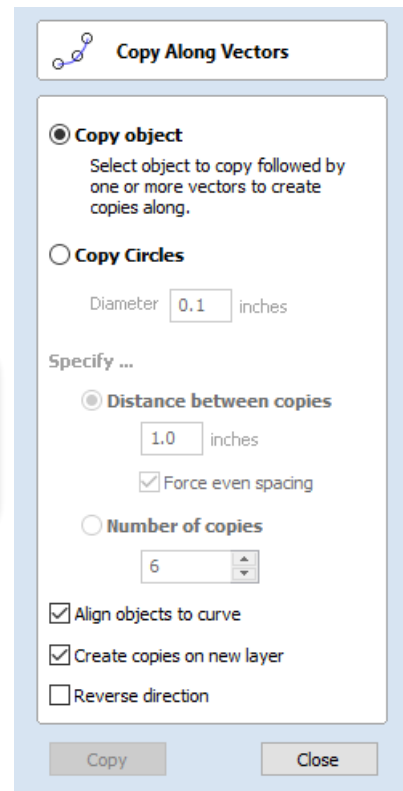 Copy Along Vectors
Copy object
Select object to copy followed by
one or more vectors to create
copies along.
Copy Circles
Diameter 0.1 inches
Specify ...
Distance between copies
1.0 inches
Force even spacing
Number of copies
6
Align objects to curve
Create copies on new layer
Reverse direction
Copy Close